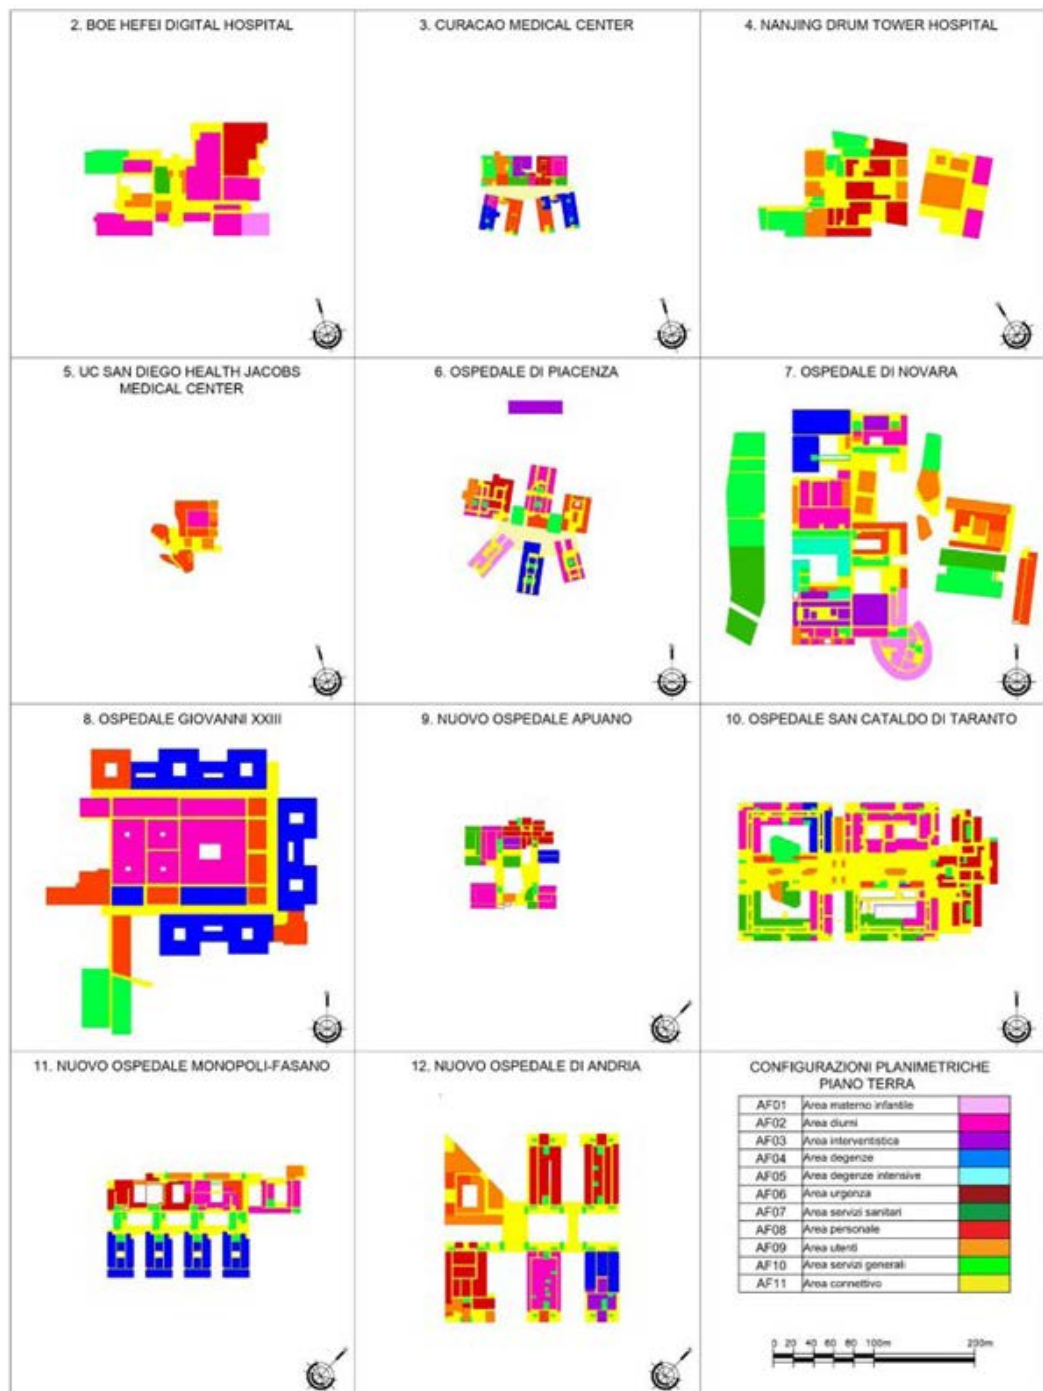 2. BOE HEFEI DIGITAL HOSPITAL
3. CURACAO MEDICAL CENTER
4. NANJING DRUM TOWER HOSPITAL
5. UC SAN DIEGO HEALTH JACOBS
MEDICAL CENTER
6. OSPEDALE DI PIACENZA
7. OSPEDALE DI NOVARA
8. OSPEDALE GIOVANNI XXIII
9. NUOVO OSPEDALE APUANO
10. OSPEDALE SAN CATALDO DI TARANTO
11. NUOVO OSPEDALE MONOPOLI-FASANO
12. NUOVO OSPEDALE DI ANDRIA
CONFIGURAZIONI PLANIMETRICHE
PIANO TERRA
AF01 Area materno infantile
AF02 Area diurni
AF03 Area interventistica
AF04 Area degenze
AF05 Area degenze intensive
AF06 Area urgenza
AF07 Area servizi sanitari
AF08 Area personale
AF09 Area utenti
AF10 Area servizi generali
AF11 Area connettivo
0 20 40 60 80 100m 200m